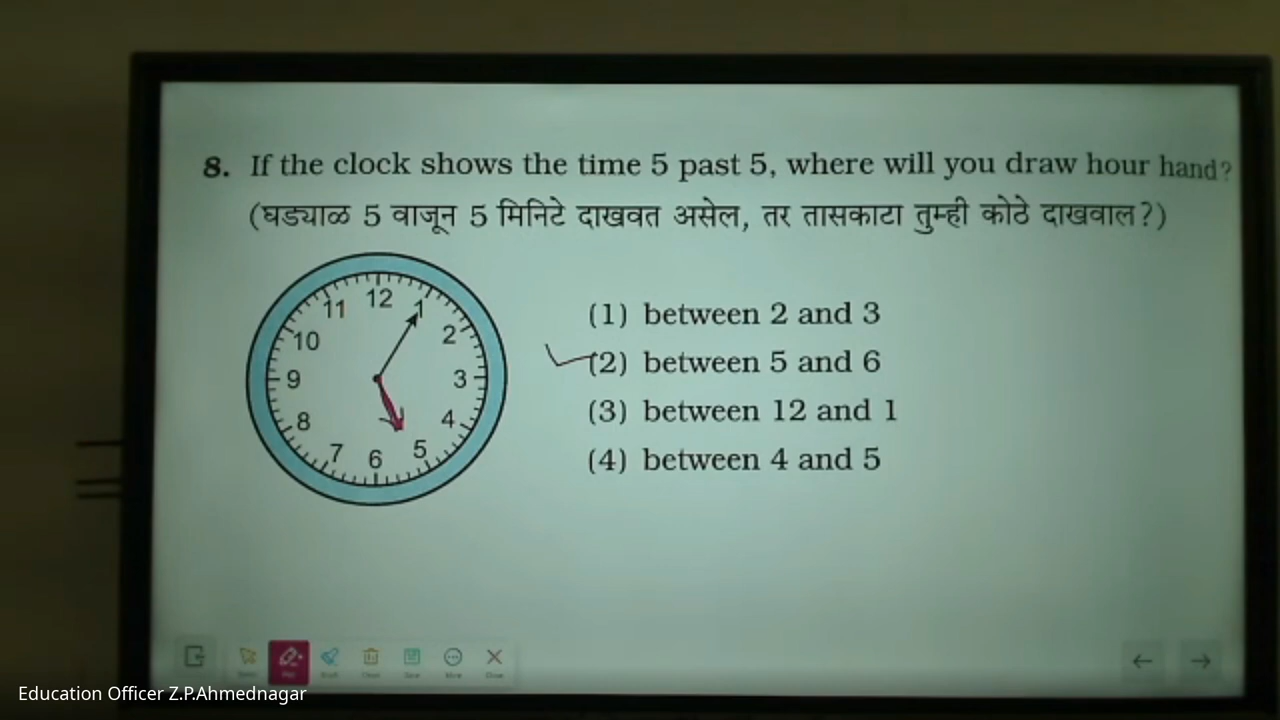 8. If the clock shows the time 5 past 5, where will you draw hour hand?
(घड्याळ 5 वाजून 5 मिनिटे दाखवत असेल, तर तासकाटा तुम्ही कोठे दाखवाल?)
12
11
1
10
2
9
3
8
4
7
6
5
(1) between 2 and 3
(2) between 5 and 6
(3) between 12 and 1
(4) between 4 and 5
Education Officer Z.P.Ahmednagar